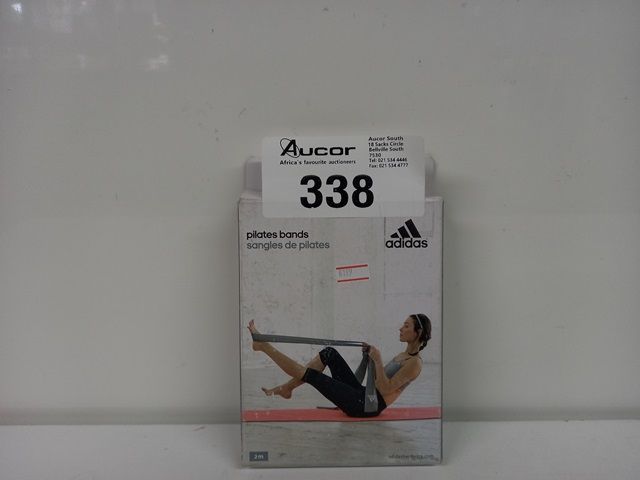 Aucor
Africa's favourite auctioneers
Aucor South
18 Sacks Circle
Bellville South
7530
Tel: 021 534 4446
Fax: 021 534 4777
338
pilates bands
sangles de pilates
adidas
2 m